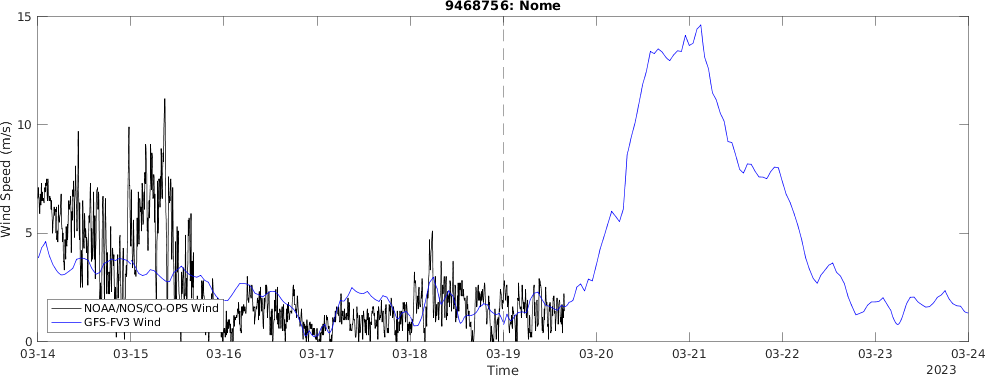 9468756: Nome
Wind Speed (m/s)
15
10
5
0
NOAA/NOS/CO-OPS Wind
GFS-FV3 Wind
03-14 03-15 03-16 03-17 03-18 03-19 03-20 03-21 03-22 03-23 03-24
Time
2023